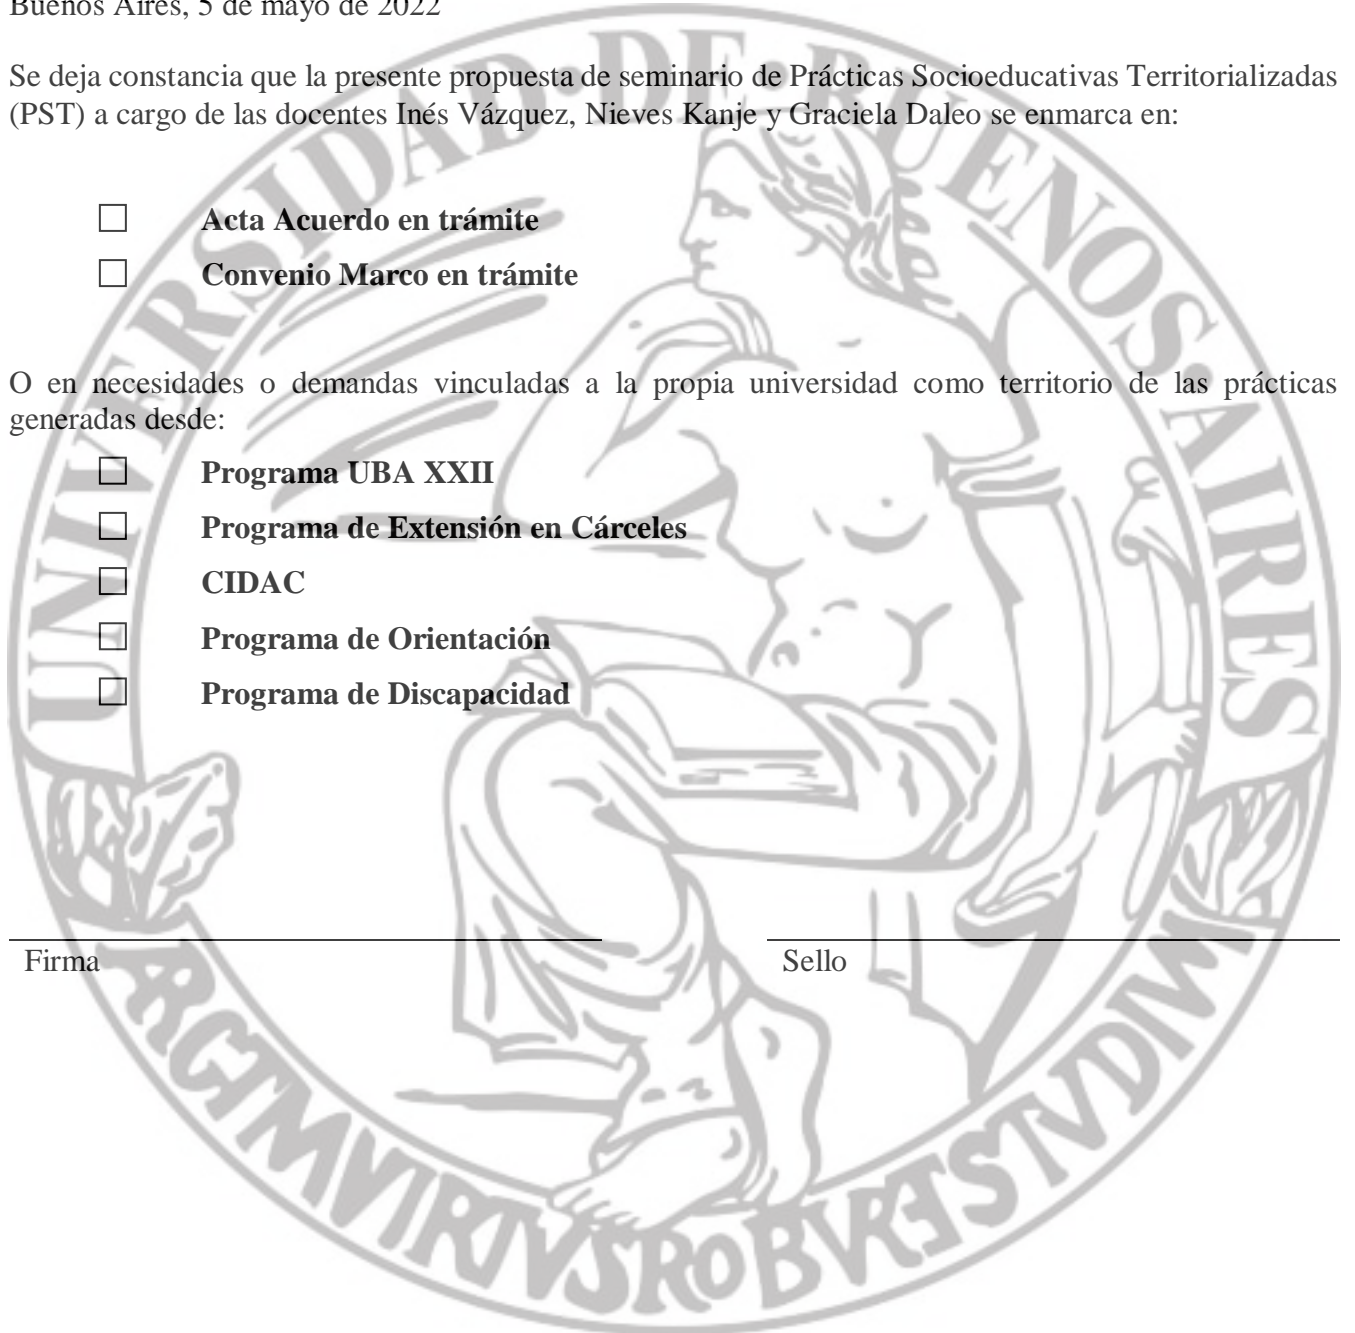 Buenos Aires, 5 de mayo de 2022
Se deja constancia que la presente propuesta de seminario de Prácticas Socioeducativas Territorializadas
(PST) a cargo de las docentes Inés Vázquez, Nieves Kanje y Graciela Daleo se enmarca en:
☐ Acta Acuerdo en trámite
☐ Convenio Marco en trámite
O en necesidades o demandas vinculadas a la propia universidad como territorio de las prácticas
generadas desde:
☐ Programa UBA XXII
☐ Programa de Extensión en Cárceles
☐ CIDAC
☐ Programa de Orientación
☐ Programa de Discapacidad
Firma Sello
UNIVERSIDAD·DE·BUENOS·AIRES
ARGTMVIRTVSROBVRETSTVDIVM